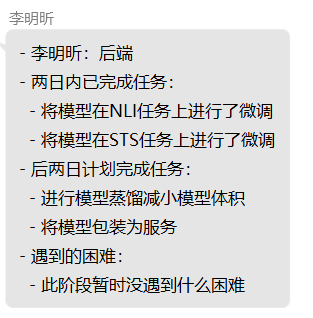 李明昕
- 李明昕：后端
- 两日内已完成任务：
- 将模型在NLI任务上进行了微调
- 将模型在STS任务上进行了微调
- 后两日计划完成任务：
- 进行模型蒸馏减小模型体积
- 将模型包装为服务
- 遇到的困难：
- 此阶段暂时没遇到什么困难